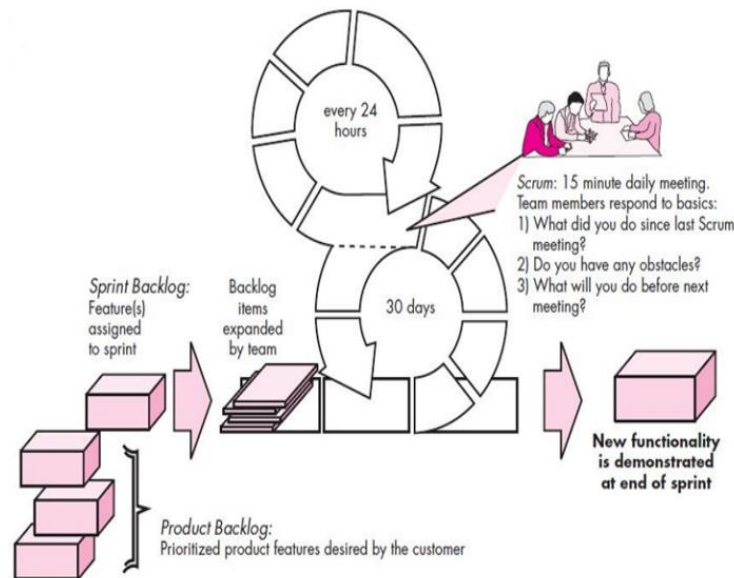 every 24
hours
Scrum: 15 minute daily meeting.
Team members respond to basics:
1) What did you do since last Scrum
meeting?
2) Do you have any obstacles?
3) What will you do before next
meeting?
Sprint Backlog:
Feature(s)
assigned
to sprint
Backlog
items
expanded
by team
30 days
New functionality
is demonstrated
at end of sprint
Product Backlog:
Prioritized product features desired by the customer